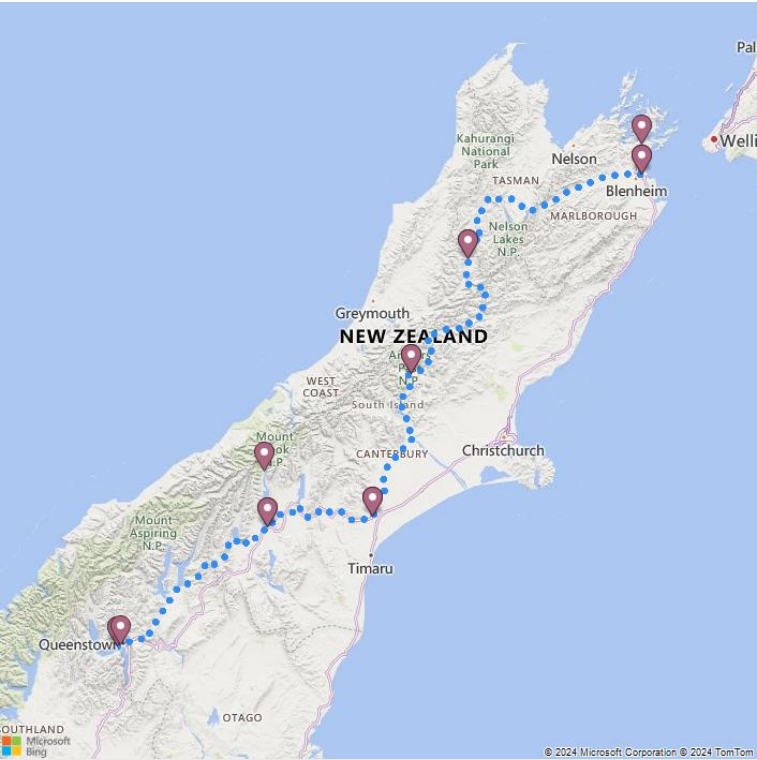 Pal
Kahurangi
National
Park
Nelson
Welli
TASMAN
Blenheim
MARLBOROUGH
Nelson
Lakes
N.P.
Greymouth
NEW ZEALAND
N.P.
WEST
COAST
South Island
Mount
N.P.
CANTERBURY
Christchurch
Mount
Aspiring
N.P.
Timaru
Queenstown
OTAGO
OUTHLAND
Microsoft
Bing
© 2024 Microsoft Corporation © 2024 TomTom